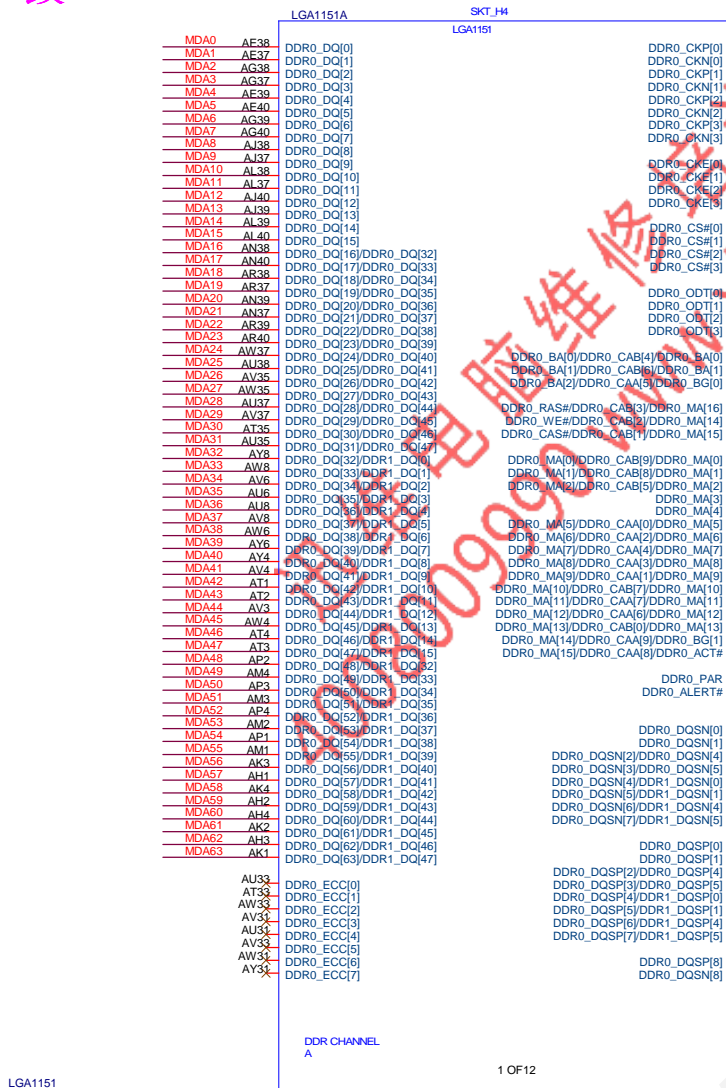 LGA1151A
SKT_H4
LGA1151
MDA0 AE38 DDR0_DQ[0]
MDA1 AE37 DDR0_DQ[1]
MDA2 AG38 DDR0_DQ[2]
MDA3 AG37 DDR0_DQ[3]
MDA4 AE39 DDR0_DQ[4]
MDA5 AE40 DDR0_DQ[5]
MDA6 AG39 DDR0_DQ[6]
MDA7 AG40 DDR0_DQ[7]
MDA8 AJ38 DDR0_DQ[8]
MDA9 AJ37 DDR0_DQ[9]
MDA10 AL38 DDR0_DQ[10]
MDA11 AL37 DDR0_DQ[11]
MDA12 AJ40 DDR0_DQ[12]
MDA13 AJ39 DDR0_DQ[13]
MDA14 AL39 DDR0_DQ[14]
MDA15 AL40 DDR0_DQ[15]
MDA16 AN38 DDR0_DQ[16]/DDR0_DQ[32]
MDA17 AN40 DDR0_DQ[17]/DDR0_DQ[33]
MDA18 AR38 DDR0_DQ[18]/DDR0_DQ[34]
MDA19 AR37 DDR0_DQ[19]/DDR0_DQ[35]
MDA20 AN39 DDR0_DQ[20]/DDR0_DQ[36]
MDA21 AN37 DDR0_DQ[21]/DDR0_DQ[37]
MDA22 AR39 DDR0_DQ[22]/DDR0_DQ[38]
MDA23 AR40 DDR0_DQ[23]/DDR0_DQ[39]
MDA24 AW37 DDR0_DQ[24]/DDR0_DQ[40]
MDA25 AU38 DDR0_DQ[25]/DDR0_DQ[41]
MDA26 AV35 DDR0_DQ[26]/DDR0_DQ[42]
MDA27 AW35 DDR0_DQ[27]/DDR0_DQ[43]
MDA28 AU37 DDR0_DQ[28]/DDR0_DQ[44]
MDA29 AV37 DDR0_DQ[29]/DDR0_DQ[45]
MDA30 AT35 DDR0_DQ[30]/DDR0_DQ[46]
MDA31 AU35 DDR0_DQ[31]/DDR0_DQ[47]
MDA32 AY8 DDR0_DQ[32]/DDR1_DQ[0]
MDA33 AW8 DDR0_DQ[33]/DDR1_DQ[1]
MDA34 AV6 DDR0_DQ[34]/DDR1_DQ[2]
MDA35 AU6 DDR0_DQ[35]/DDR1_DQ[3]
MDA36 AU8 DDR0_DQ[36]/DDR1_DQ[4]
MDA37 AV8 DDR0_DQ[37]/DDR1_DQ[5]
MDA38 AW6 DDR0_DQ[38]/DDR1_DQ[6]
MDA39 AY6 DDR0_DQ[39]/DDR1_DQ[7]
MDA40 AY4 DDR0_DQ[40]/DDR1_DQ[8]
MDA41 AV4 DDR0_DQ[41]/DDR1_DQ[9]
MDA42 AT1 DDR0_DQ[42]/DDR1_DQ[10]
MDA43 AT2 DDR0_DQ[43]/DDR1_DQ[11]
MDA44 AV3 DDR0_DQ[44]/DDR1_DQ[12]
MDA45 AW4 DDR0_DQ[45]/DDR1_DQ[13]
MDA46 AT4 DDR0_DQ[46]/DDR1_DQ[14]
MDA47 AT3 DDR0_DQ[47]/DDR1_DQ[15]
MDA48 AP2 DDR0_DQ[48]/DDR1_DQ[32]
MDA49 AM4 DDR0_DQ[49]/DDR1_DQ[33]
MDA50 AP3 DDR0_DQ[50]/DDR1_DQ[34]
MDA51 AM3 DDR0_DQ[51]/DDR1_DQ[35]
MDA52 AP4 DDR0_DQ[52]/DDR1_DQ[36]
MDA53 AM2 DDR0_DQ[53]/DDR1_DQ[37]
MDA54 AP1 DDR0_DQ[54]/DDR1_DQ[38]
MDA55 AM1 DDR0_DQ[55]/DDR1_DQ[39]
MDA56 AK3 DDR0_DQ[56]/DDR1_DQ[40]
MDA57 AH1 DDR0_DQ[57]/DDR1_DQ[41]
MDA58 AK4 DDR0_DQ[58]/DDR1_DQ[42]
MDA59 AH2 DDR0_DQ[59]/DDR1_DQ[43]
MDA60 AH4 DDR0_DQ[60]/DDR1_DQ[44]
MDA61 AK2 DDR0_DQ[61]/DDR1_DQ[45]
MDA62 AH3 DDR0_DQ[62]/DDR1_DQ[46]
MDA63 AK1 DDR0_DQ[63]/DDR1_DQ[47]
AU33 DDR0_ECC[0]
AT33 DDR0_ECC[1]
AW33 DDR0_ECC[2]
AV31 DDR0_ECC[3]
AU31 DDR0_ECC[4]
AV33 DDR0_ECC[5]
AW31 DDR0_ECC[6]
AY31 DDR0_ECC[7]
DDR0_CKP[0]
DDR0_CKN[0]
DDR0_CKP[1]
DDR0_CKN[1]
DDR0_CKP[2]
DDR0_CKN[2]
DDR0_CKP[3]
DDR0_CKN[3]
DDR0_CKE[0]
DDR0_CKE[1]
DDR0_CKE[2]
DDR0_CKE[3]
DDR0_CS#[0]
DDR0_CS#[1]
DDR0_CS#[2]
DDR0_CS#[3]
DDR0_ODT[0]
DDR0_ODT[1]
DDR0_ODT[2]
DDR0_ODT[3]
DDR0_BA[0]/DDR0_CAB[4]/DDR0_BA[0]
DDR0_BA[1]/DDR0_CAB[6]/DDR0_BA[1]
DDR0_BA[2]/DDR0_CAA[5]/DDR0_BG[0]
DDR0_RAS#/DDR0_CAB[3]/DDR0_MA[16]
DDR0_WE#/DDR0_CAB[2]/DDR0_MA[14]
DDR0_CAS#/DDR0_CAB[1]/DDR0_MA[15]
DDR0_MA[0]/DDR0_CAB[9]/DDR0_MA[0]
DDR0_MA[1]/DDR0_CAB[8]/DDR0_MA[1]
DDR0_MA[2]/DDR0_CAB[5]/DDR0_MA[2]
DDR0_MA[3]
DDR0_MA[4]
DDR0_MA[5]/DDR0_CAA[0]/DDR0_MA[5]
DDR0_MA[6]/DDR0_CAA[2]/DDR0_MA[6]
DDR0_MA[7]/DDR0_CAA[4]/DDR0_MA[7]
DDR0_MA[8]/DDR0_CAA[3]/DDR0_MA[8]
DDR0_MA[9]/DDR0_CAA[1]/DDR0_MA[9]
DDR0_MA[10]/DDR0_CAB[7]/DDR0_MA[10]
DDR0_MA[11]/DDR0_CAA[7]/DDR0_MA[11]
DDR0_MA[12]/DDR0_CAA[6]/DDR0_MA[12]
DDR0_MA[13]/DDR0_CAB[0]/DDR0_MA[13]
DDR0_MA[14]/DDR0_CAA[9]/DDR0_BG[1]
DDR0_MA[15]/DDR0_CAA[8]/DDR0_ACT#
DDR0_PAR
DDR0_ALERT#
DDR0_DQSN[0]
DDR0_DQSN[1]
DDR0_DQSN[2]/DDR0_DQSN[4]
DDR0_DQSN[3]/DDR0_DQSN[5]
DDR0_DQSN[4]/DDR1_DQSN[0]
DDR0_DQSN[5]/DDR1_DQSN[1]
DDR0_DQSN[6]/DDR1_DQSN[4]
DDR0_DQSN[7]/DDR1_DQSN[5]
DDR0_DQSP[0]
DDR0_DQSP[1]
DDR0_DQSP[2]/DDR0_DQSP[4]
DDR0_DQSP[3]/DDR0_DQSP[5]
DDR0_DQSP[4]/DDR1_DQSP[0]
DDR0_DQSP[5]/DDR1_DQSP[1]
DDR0_DQSP[6]/DDR1_DQSP[4]
DDR0_DQSP[7]/DDR1_DQSP[5]
DDR0_DQSP[8]
DDR0_DQSN[8]
迅维电脑维修培
4008009990 www.
DDR CHANNEL
A
1 OF12
LGA1151